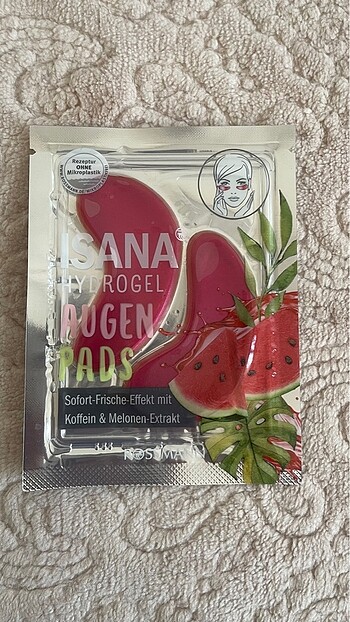 Rezeptur
OHNE
Mikroplastik
ISANA
HYDROGEL
AUGEN
PADS
Sofort-Frische-Effekt mit
Koffein & Melonen-Extrakt
ROSSMANN